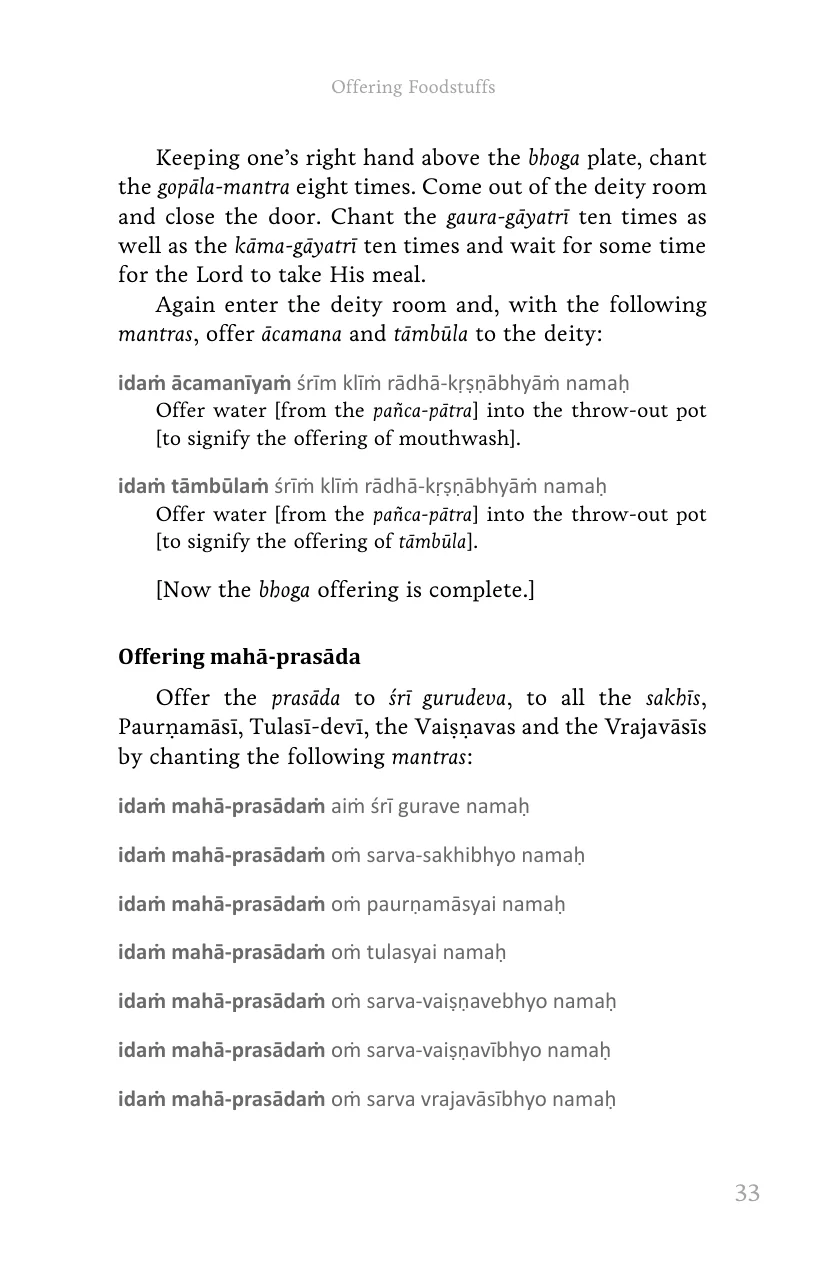 Offering Foodstuffs
Keeping one’s right hand above the bhoga plate, chant
the gopāla-mantra eight times. Come out of the deity room
and close the door. Chant the gaura-gāyatrī ten times as
well as the kāma-gāyatrī ten times and wait for some time
for the Lord to take His meal.
Again enter the deity room and, with the following
mantras, offer ācamana and tāmbūla to the deity:
idaṁ ācamanīyaṁ śrīm klīṁ rādhā-kṛṣṇābhyāṁ namaḥ
Offer water [from the pañca-pātra] into the throw-out pot
[to signify the offering of mouthwash].
idaṁ tāmbūlaṁ śrīṁ klīṁ rādhā-kṛṣṇābhyāṁ namaḥ
Offer water [from the pañca-pātra] into the throw-out pot
[to signify the offering of tāmbūla].
[Now the bhoga offering is complete.]
Offering mahā-prasāda
Offer the prasāda to śrī gurudeva, to all the sakhīs,
Paurṇamāsī, Tulasī-devī, the Vaiṣṇavas and the Vrajavāsīs
by chanting the following mantras:
idaṁ mahā-prasādaṁ aiṁ śrī gurave namaḥ
idaṁ mahā-prasādaṁ oṁ sarva-sakhibhyo namaḥ
idaṁ mahā-prasādaṁ oṁ paurṇamāsyai namaḥ
idaṁ mahā-prasādaṁ oṁ tulasyai namaḥ
idaṁ mahā-prasādaṁ oṁ sarva-vaiṣṇavebhyo namaḥ
idaṁ mahā-prasādaṁ oṁ sarva-vaiṣṇavībhyo namaḥ
idaṁ mahā-prasādaṁ oṁ sarva vrajavāsībhyo namaḥ
33